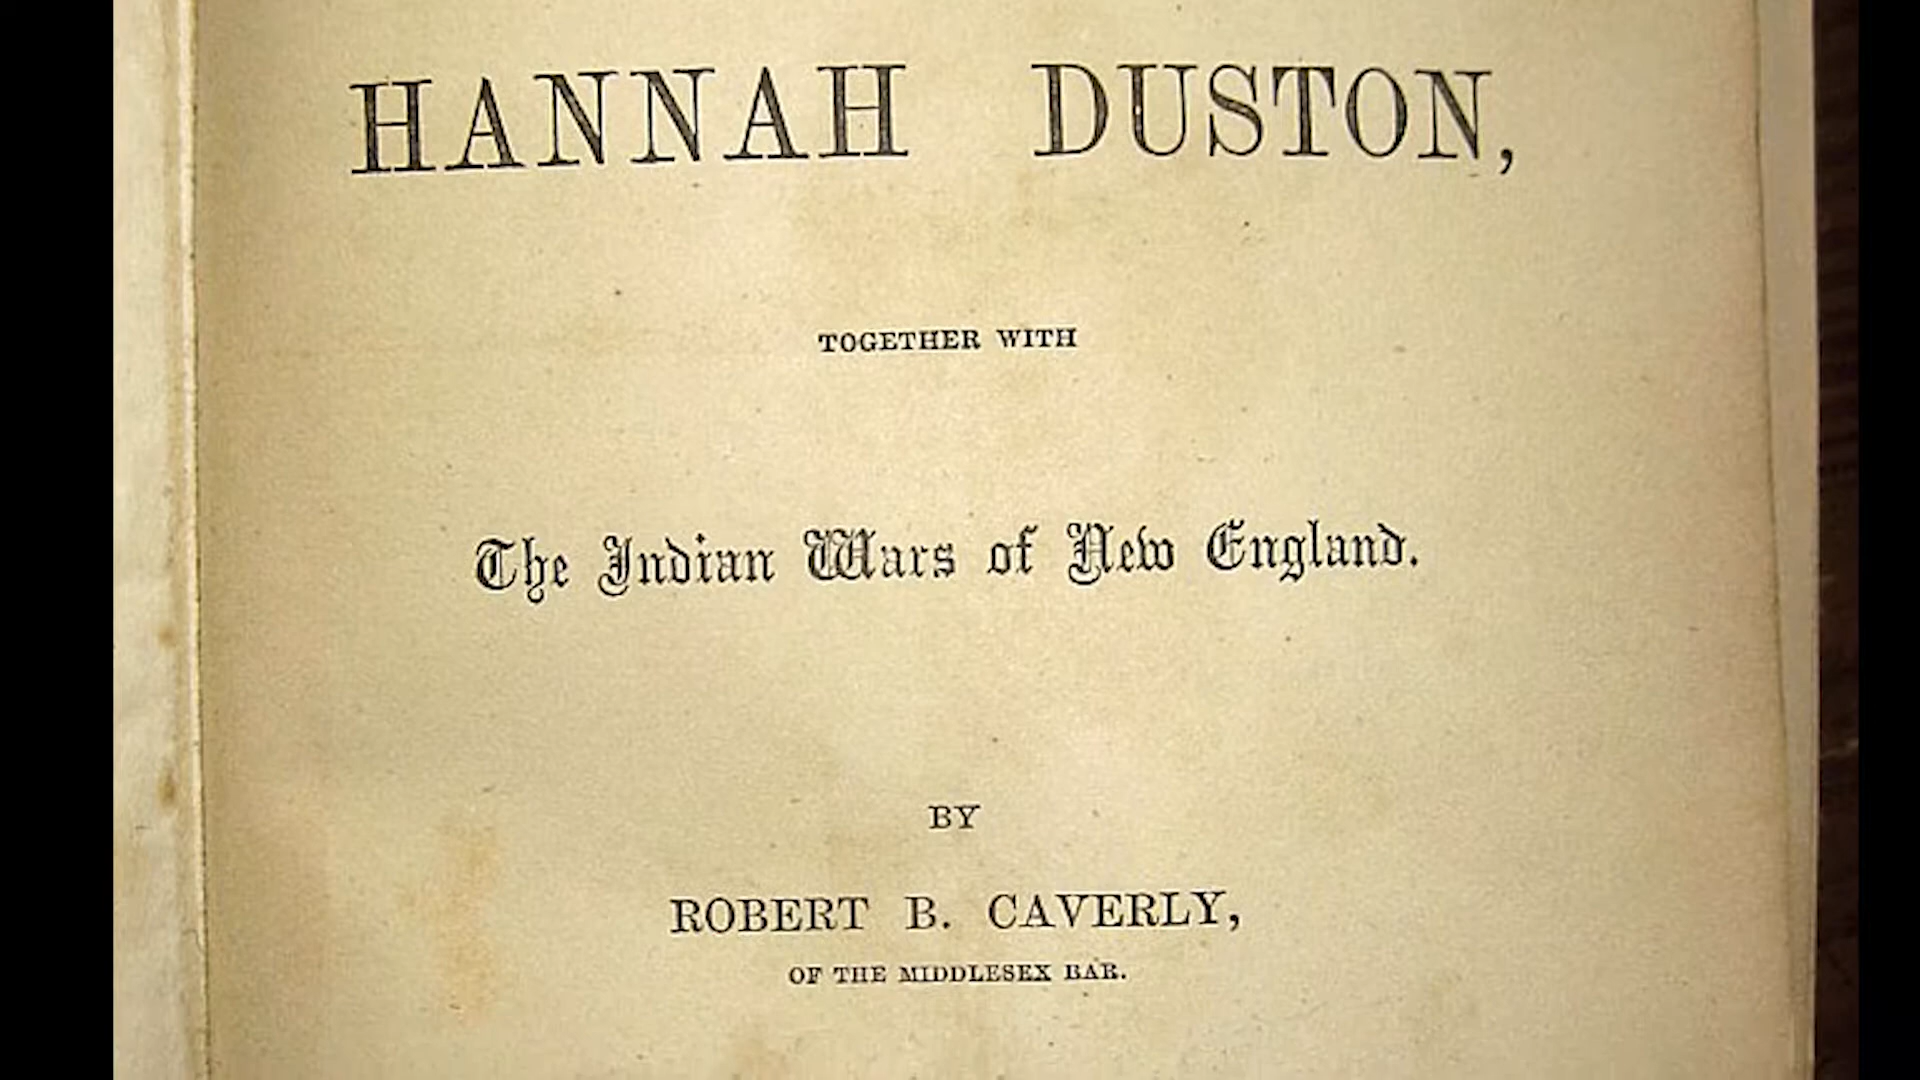 HANNAH DUSTON,
TOGETHER WITH
The Indian Wars of New England.
BY
ROBERT B. CAVERLY,
OF THE MIDDLESEX BAR.